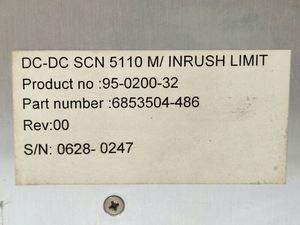 DC-DC SCN 5110 M/ INRUSH LIMIT
Product no :95-0200-32
Part number :6853504-486
Rev:00
S/N: 0628- 0247